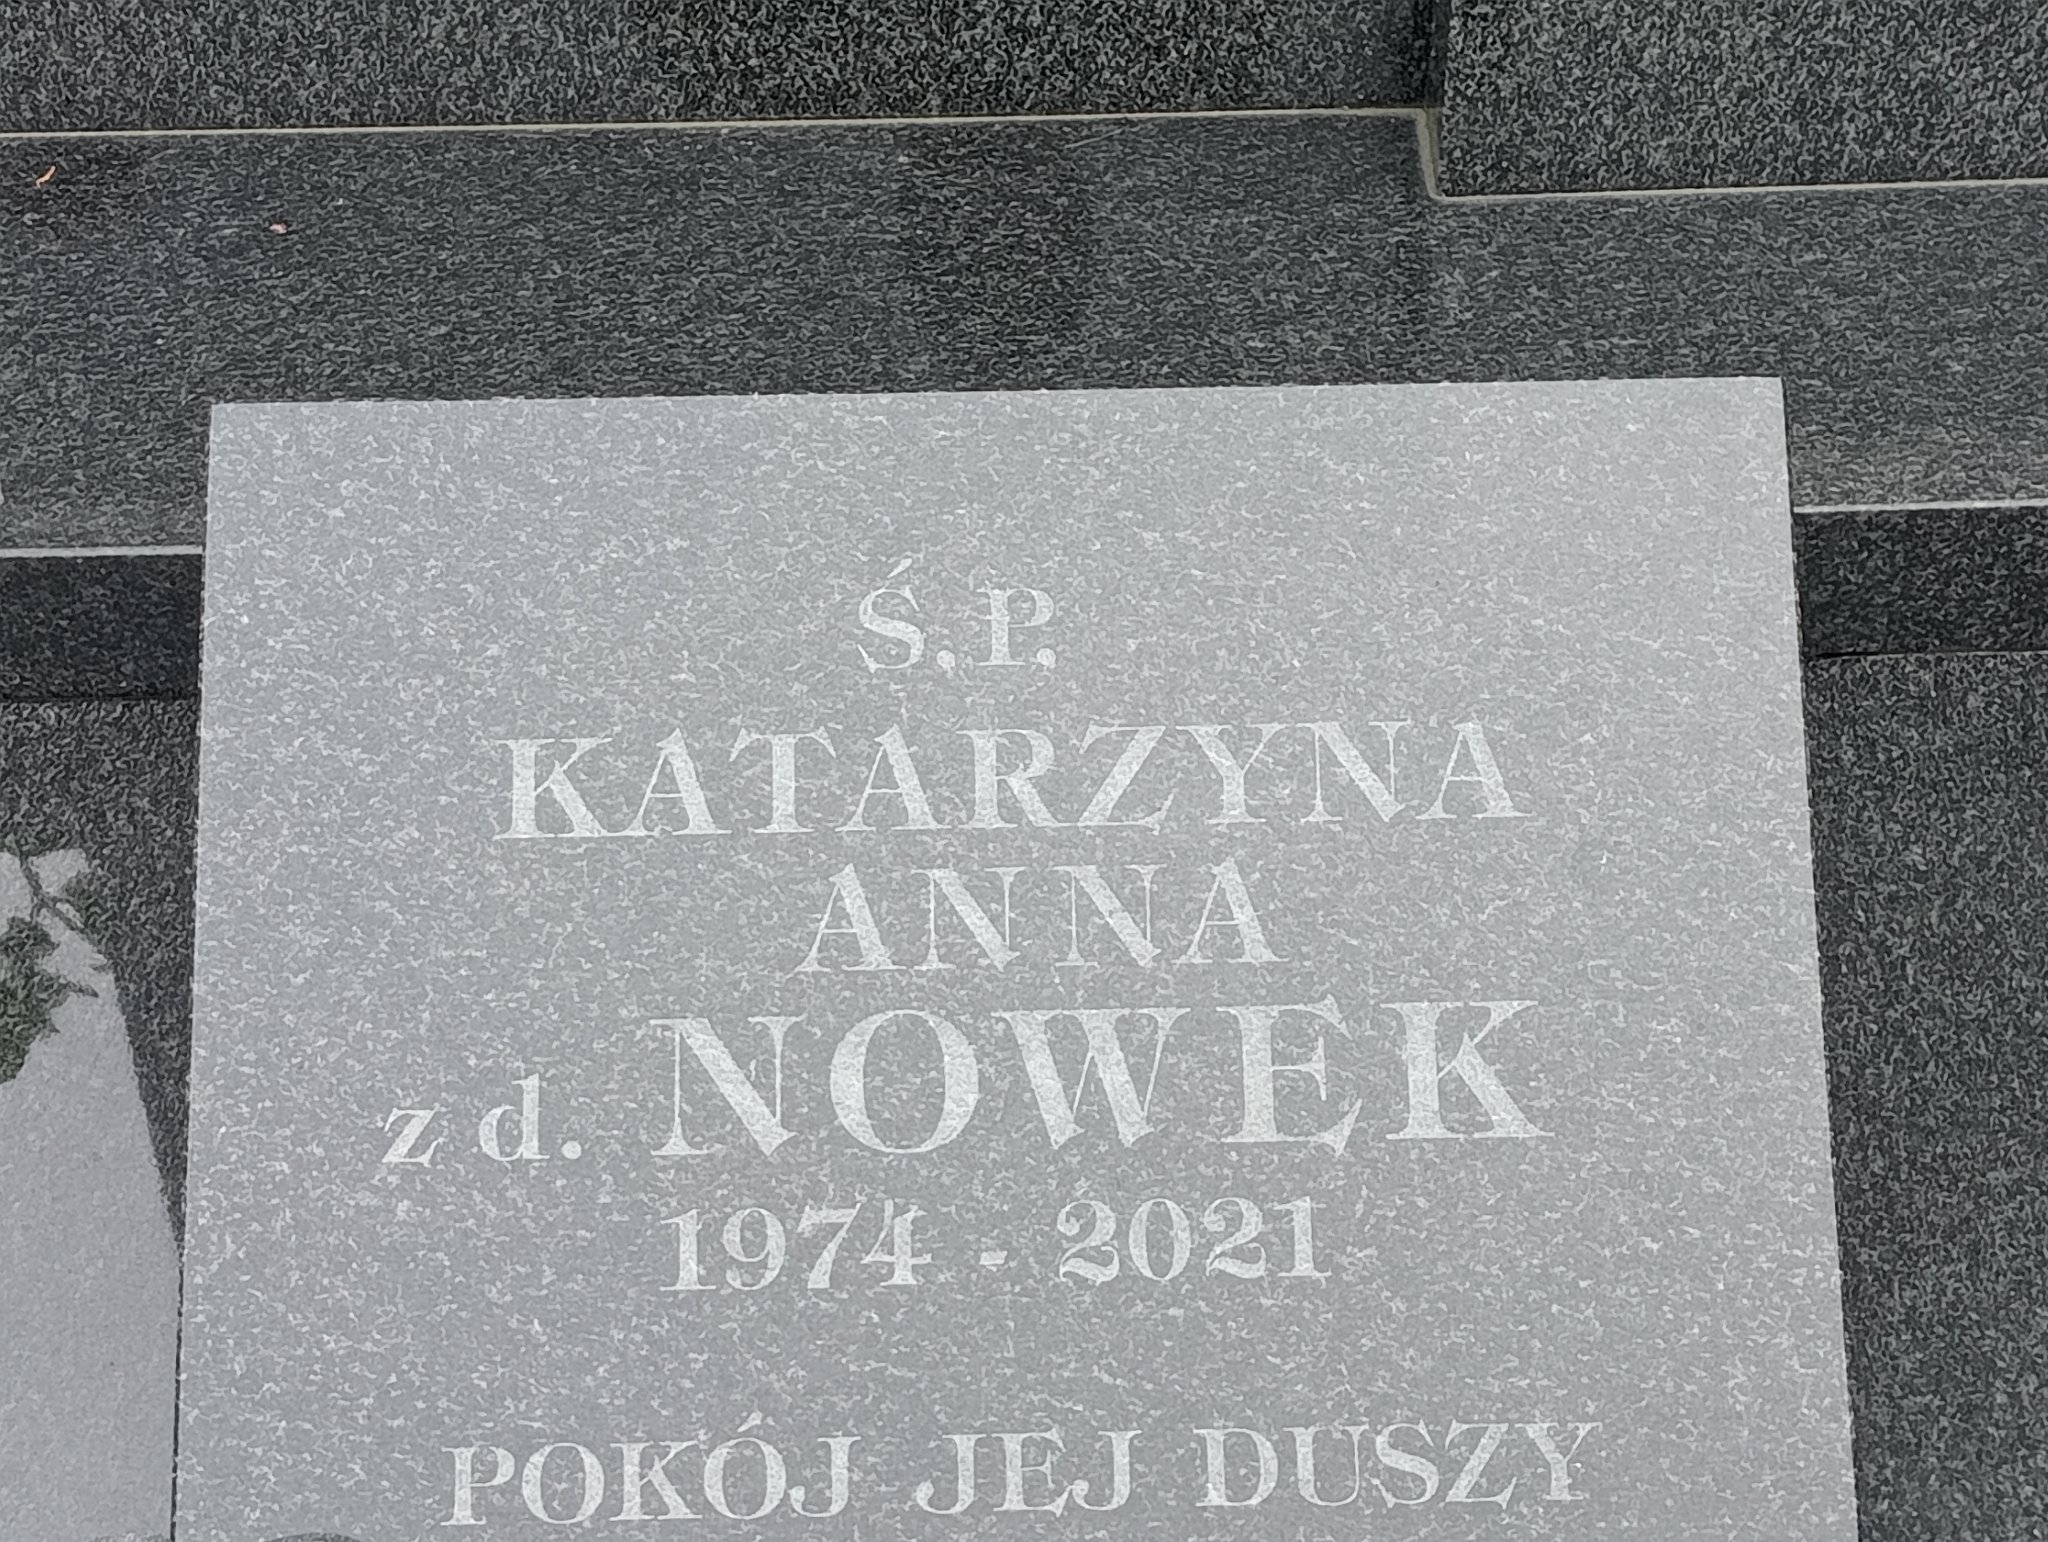 Ś.P.
KATARZYNA
ANNA
z d. NOWEK
1974 - 2021
POKÓJ JEJ DUSZY